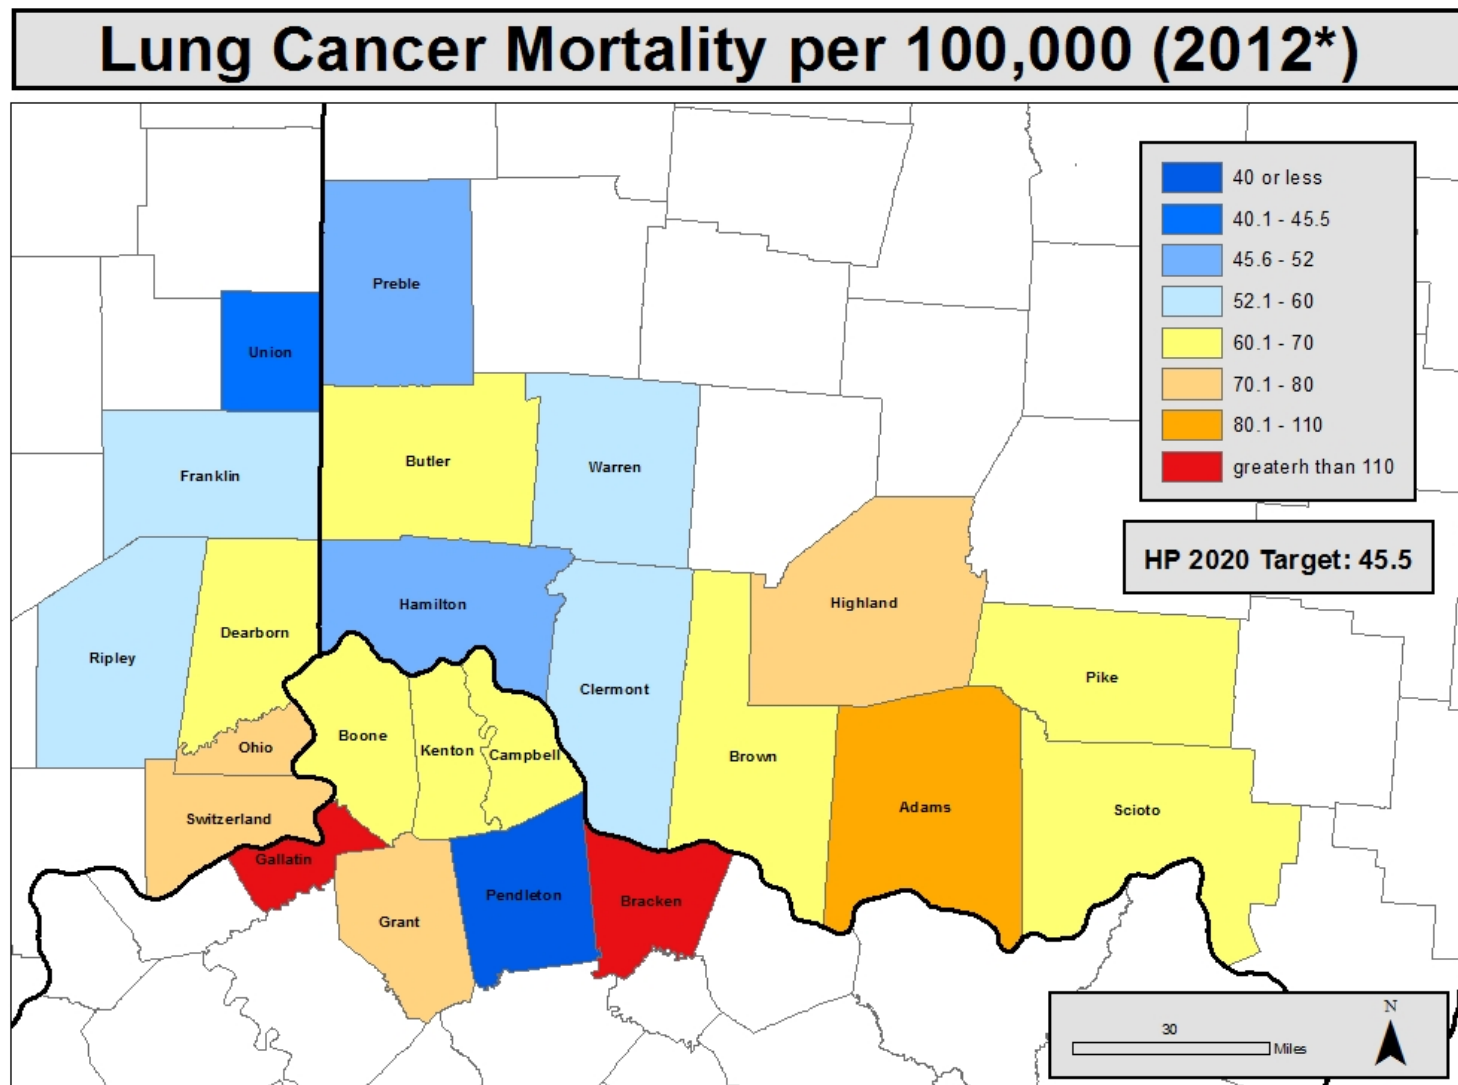 Lung Cancer Mortality per 100,000 (2012*)
40 or less
40.1 - 45.5
45.6 - 52
52.1 - 60
60.1 - 70
70.1 - 80
80.1 - 110
greaterh than 110
HP 2020 Target: 45.5
Preble
Union
Butler
Warren
Franklin
Highland
Hamilton
Dearborn
Ripley
Clermont
Pike
Boone
Ohio
Kenton
Campbell
Brown
Adams
Scioto
Switzerland
Gallatin
Pendleton
Bracken
Grant
N
30
Miles